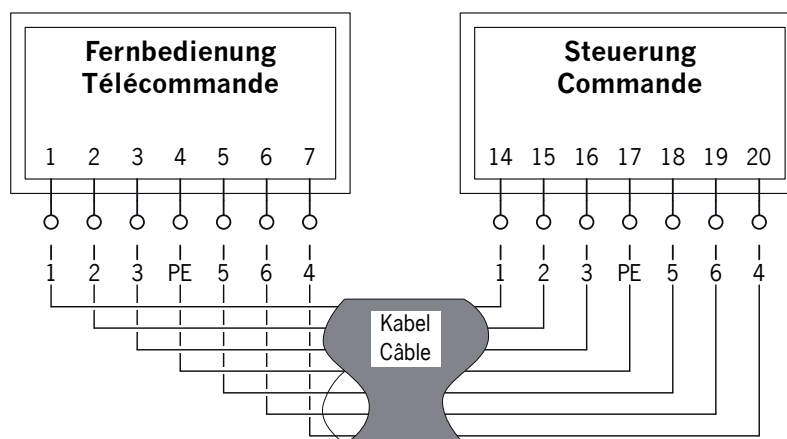 Fernbedienung
Télécommande
1 2 3 4 5 6 7
1 2 3 PE 5 6 4
Steuerung
Commande
14 15 16 17 18 19 20
1 2 3 PE 5 6 4
Kabel
Câble